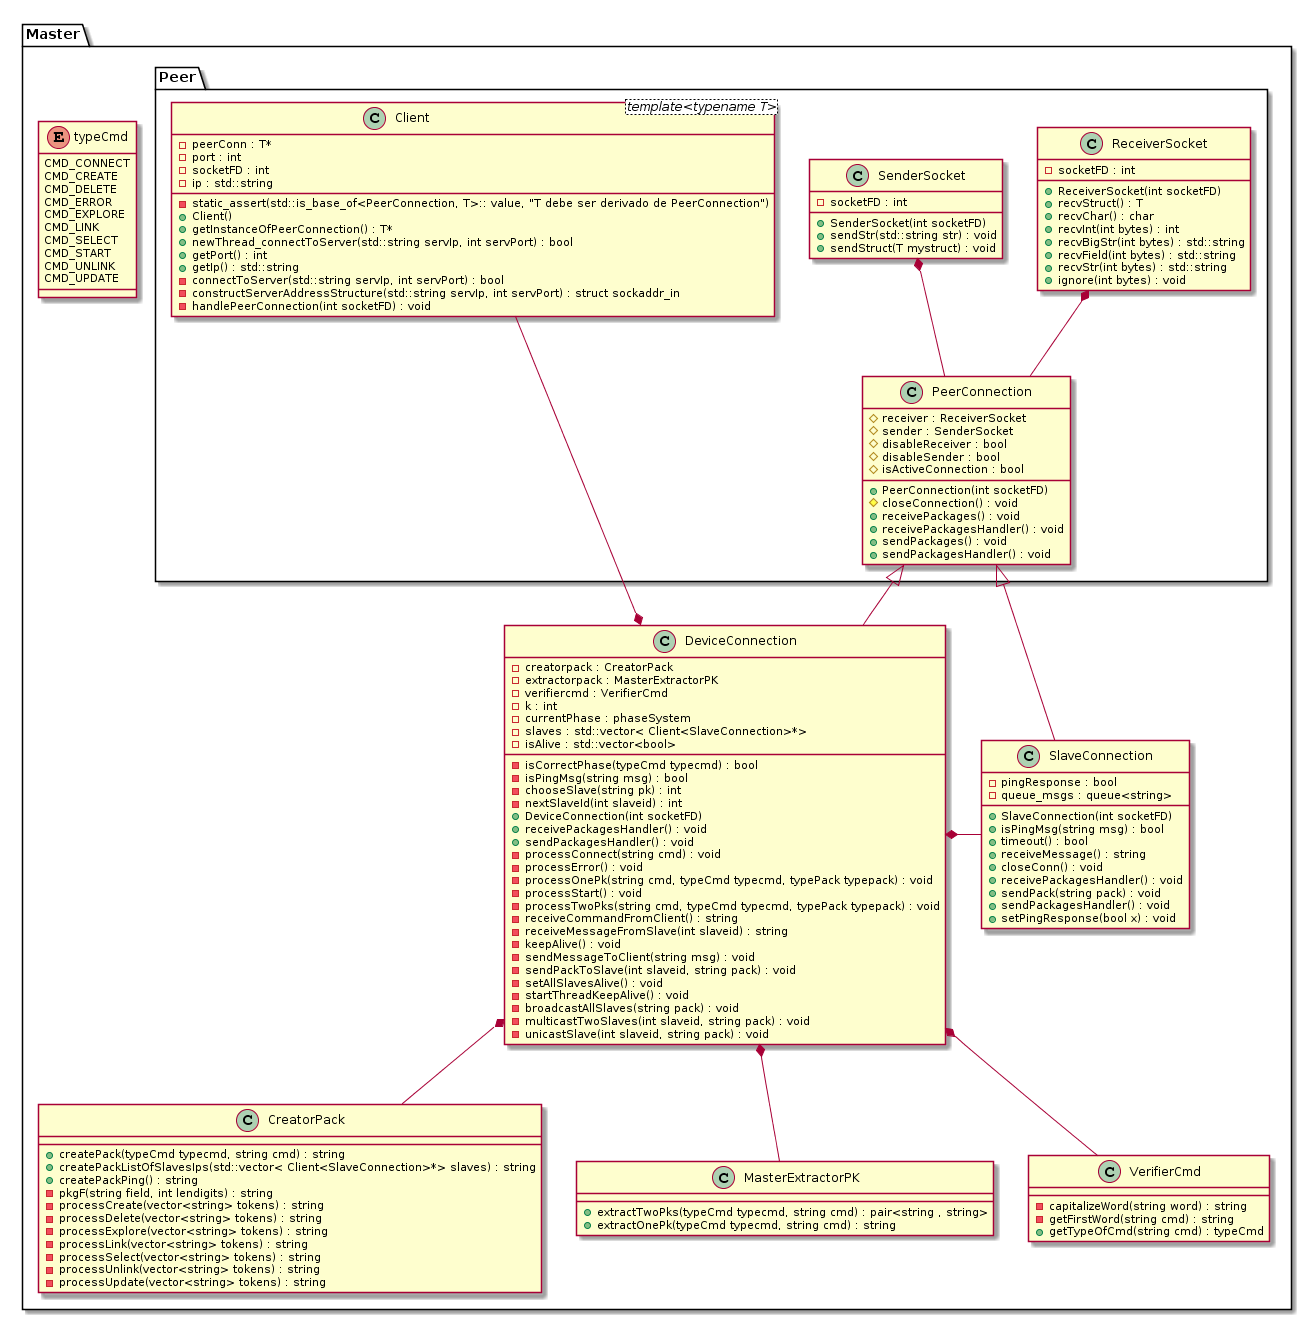 Master
Peer
E typeCmd
CMD_CONNECT
CMD_CREATE
CMD_DELETE
CMD_ERROR
CMD_EXPLORE
CMD_LINK
CMD_SELECT
CMD_START
CMD_UNLINK
CMD_UPDATE
template<typename T>
C Client
peerConn : T*
port : int
socketFD : int
ip : std::string
static_assert(std::is_base_of<PeerConnection, T>:: value, "T debe ser derivado de PeerConnection")
Client()
getInstanceOfPeerConnection() : T*
newThread_connectToServer(std::string servIp, int servPort) : bool
getPort() : int
getIp() : std::string
connectToServer(std::string servIp, int servPort) : bool
constructServerAddressStructure(std::string servIp, int servPort) : struct sockaddr_in
handlePeerConnection(int socketFD) : void
C SenderSocket
socketFD : int
SenderSocket(int socketFD)
sendStr(std::string str) : void
sendStruct(T mystruct) : void
C ReceiverSocket
socketFD : int
ReceiverSocket(int socketFD)
recvStruct() : T
recvChar() : char
recvInt(int bytes) : int
recvBigStr(int bytes) : std::string
recvField(int bytes) : std::string
recvStr(int bytes) : std::string
ignore(int bytes) : void
C PeerConnection
receiver : ReceiverSocket
sender : SenderSocket
disableReceiver : bool
disableSender : bool
isActiveConnection : bool
PeerConnection(int socketFD)
closeConnection() : void
receivePackages() : void
receivePackagesHandler() : void
sendPackages() : void
sendPackagesHandler() : void
C DeviceConnection
creatorpack : CreatorPack
extractorpack : MasterExtractorPK
verifiercmd : VerifierCmd
k : int
currentPhase : phaseSystem
slaves : std::vector< Client<SlaveConnection>*>
isAlive : std::vector<bool>
isCorrectPhase(typeCmd typecmd) : bool
isPingMsg(string msg) : bool
chooseSlave(string pk) : int
nextSlaveId(int slaveid) : int
DeviceConnection(int socketFD)
receivePackagesHandler() : void
sendPackagesHandler() : void
processConnect(string cmd) : void
processError() : void
processOnePk(string cmd, typeCmd typecmd, typePack typepack) : void
processStart() : void
processTwoPks(string cmd, typeCmd typecmd, typePack typepack) : void
receiveCommandFromClient() : string
receiveMessageFromSlave(int slaveid) : string
keepAlive() : void
sendMessageToClient(string msg) : void
sendPackToSlave(int slaveid, string pack) : void
setAllSlavesAlive() : void
startThreadKeepAlive() : void
broadcastAllSlaves(string pack) : void
multicastTwoSlaves(int slaveid, string pack) : void
unicastSlave(int slaveid, string pack) : void
C SlaveConnection
pingResponse : bool
queue_msgs : queue<string>
SlaveConnection(int socketFD)
isPingMsg(string msg) : bool
timeout() : bool
receiveMessage() : string
closeConn() : void
receivePackagesHandler() : void
sendPack(string pack) : void
sendPackagesHandler() : void
setPingResponse(bool x) : void
C CreatorPack
createPack(typeCmd typecmd, string cmd) : string
createPackListOfSlavesIps(std::vector< Client<SlaveConnection>*> slaves) : string
createPackPing() : string
pkgF(string field, int lendigits) : string
processCreate(vector<string> tokens) : string
processDelete(vector<string> tokens) : string
processExplore(vector<string> tokens) : string
processLink(vector<string> tokens) : string
processSelect(vector<string> tokens) : string
processUnlink(vector<string> tokens) : string
processUpdate(vector<string> tokens) : string
C MasterExtractorPK
extractTwoPks(typeCmd typecmd, string cmd) : pair<string , string>
extractOnePk(typeCmd typecmd, string cmd) : string
C VerifierCmd
capitalizeWord(string word) : string
getFirstWord(string cmd) : string
getTypeOfCmd(string cmd) : typeCmd